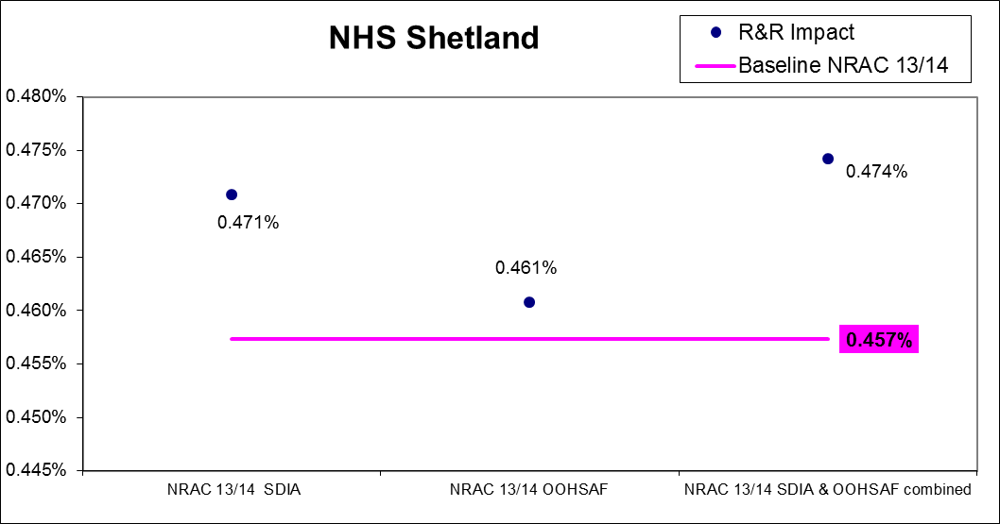 NHS Shetland
R&R Impact
Baseline NRAC 13/14
0.480%
0.475%
0.470%
0.465%
0.460%
0.455%
0.450%
0.445%
0.471%
0.461%
0.474%
0.457%
NRAC 13/14  SDIA
NRAC 13/14 OOHSAF
NRAC 13/14 SDIA & OOHSAF combined